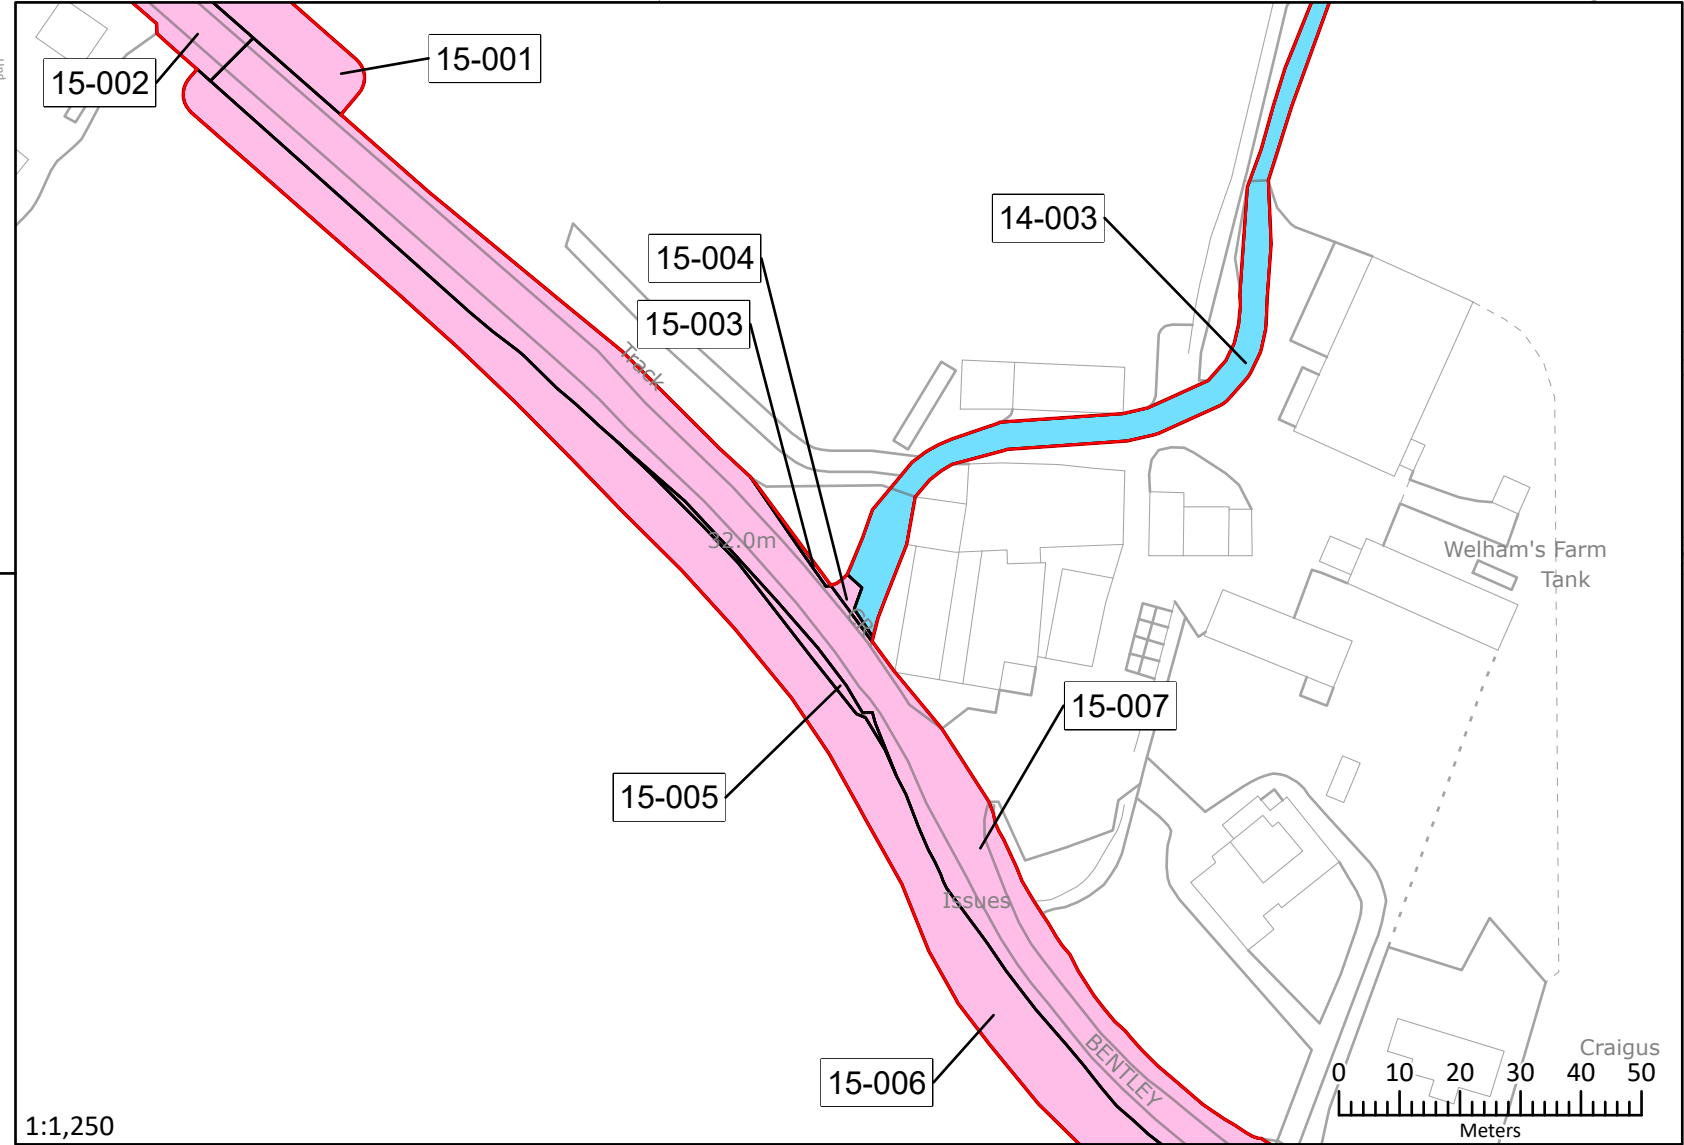 15-001
15-002
14-003
15-004
15-003
Track
32.0m
Welham's Farm
Tank
15-007
15-005
Issues
BENTLEY
15-006
Craigus
0 10 20 30 40 50
Meters
1:1,250